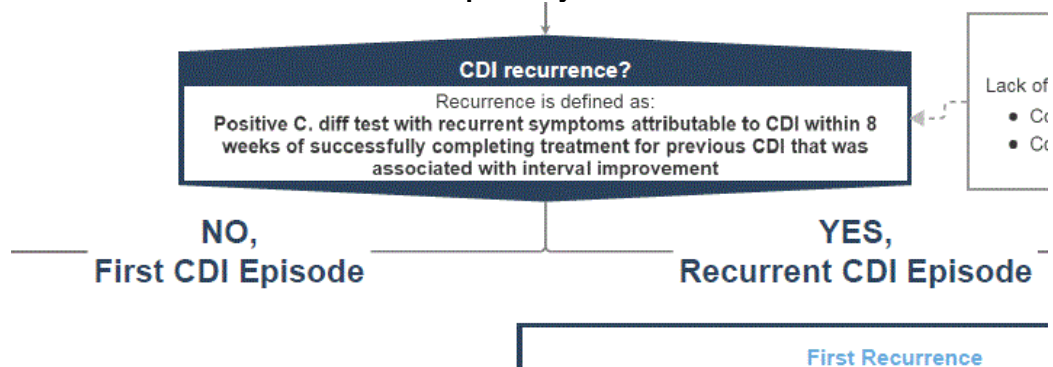 CDI recurrence?
Recurrence is defined as:
Positive C. diff test with recurrent symptoms attributable to CDI within 8
weeks of successfully completing treatment for previous CDI that was
associated with interval improvement
Lack of
NO,
First CDI Episode
YES,
Recurrent CDI Episode
First Recurrence